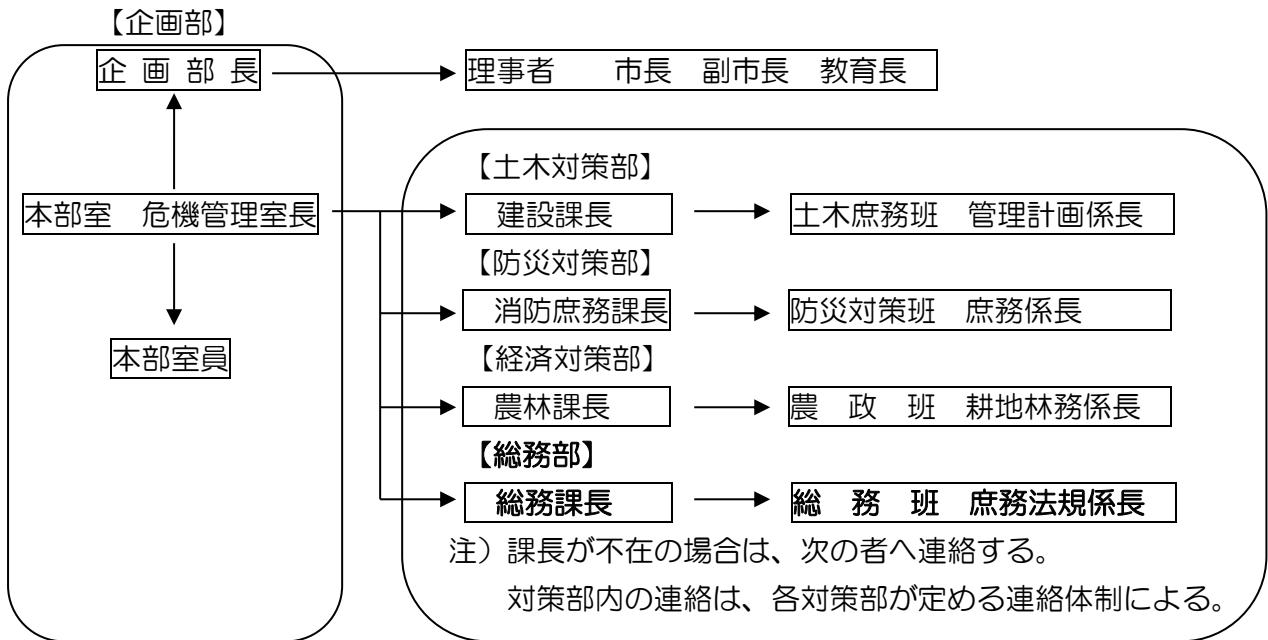 【企画部】
企 画 部 長
理事者　　市長　副市長　教育長
【土木対策部】
本部室　危機管理室長
建設課長
土木庶務班　管理計画係長
【防災対策部】
消防庶務課長
防災対策班　庶務係長
本部室員
【経済対策部】
農林課長
農　政　班　耕地林務係長
【総務部】
総務課長
総　務　班　庶務法規係長
注）課長が不在の場合は、次の者へ連絡する。
対策部内の連絡は、各対策部が定める連絡体制による。